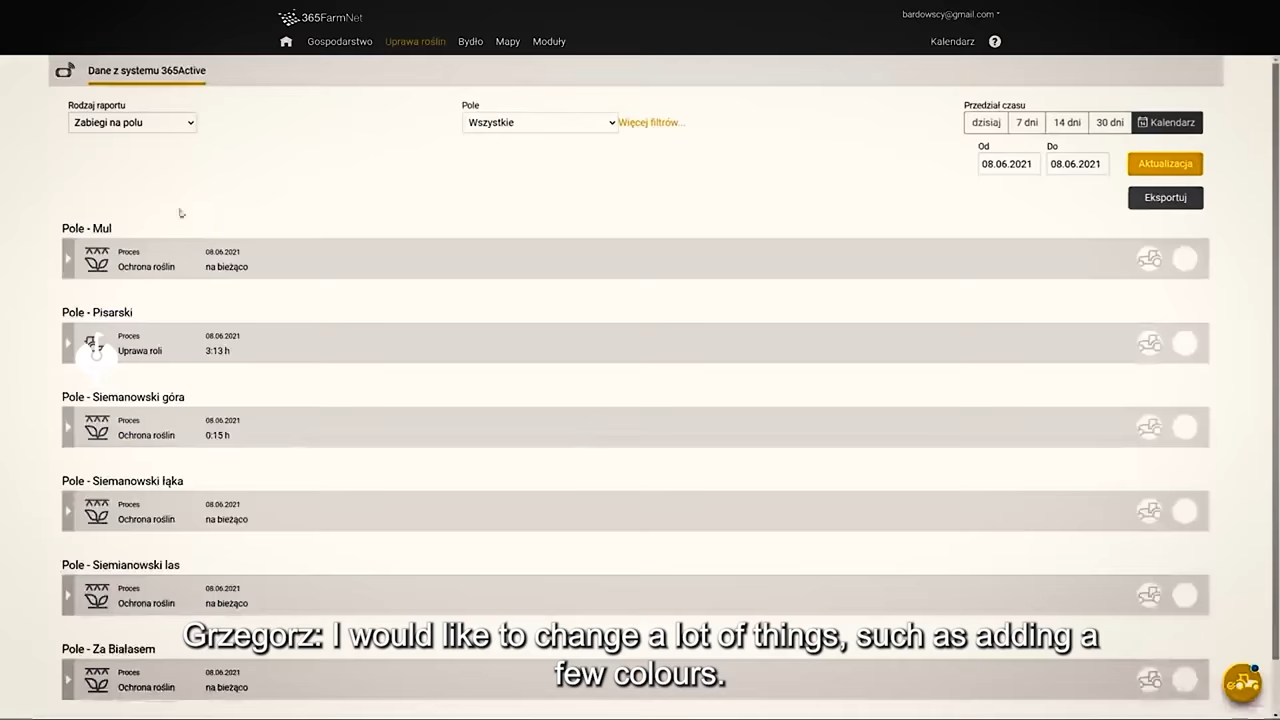 365FarmNet
bardowscy@gmail.com
Gospodarstwo Uprawa roślin Bydło Mapy Moduły Kalendarz ?
Dane z systemu 365Active
Rodzaj raportu Pole Przedział czasu
Zabiegi na polu Wszystkie Więcej filtrów... dzisiaj 7 dni 14 dni 30 dni Kalendarz
Od Do
08.06.2021 08.06.2021 Aktualizacja
Eksportuj
Pole - Mul
Proces 08.06.2021
Ochrona roślin na bieżąco
Pole - Pisarski
Proces 08.06.2021
Uprawa roli 3:13 h
Pole - Siemanowski góra
Proces 08.06.2021
Ochrona roślin 0:15 h
Pole - Siemanowski łąka
Proces 08.06.2021
Ochrona roślin na bieżąco
Pole - Siemianowski las
Proces 08.06.2021
Ochrona roślin na bieżąco
Grzegorz: I would like to change a lot of things, such as adding a
few colours.
Pole - Za Białasem
Proces 08.06.2021
Ochrona roślin na bieżąco